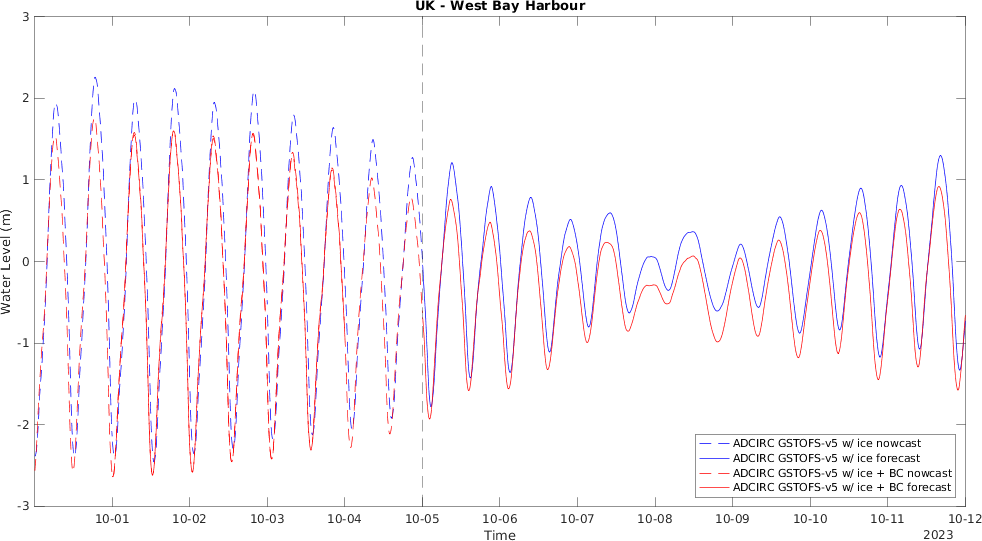 UK - West Bay Harbour
Water Level (m)
3
2
1
0
-1
-2
-3
ADCIRC GSTOFS-v5 w/ ice nowcast
ADCIRC GSTOFS-v5 w/ ice forecast
ADCIRC GSTOFS-v5 w/ ice + BC nowcast
ADCIRC GSTOFS-v5 w/ ice + BC forecast
10-01 10-02 10-03 10-04 10-05 10-06 10-07 10-08 10-09 10-10 10-11 10-12
Time
2023